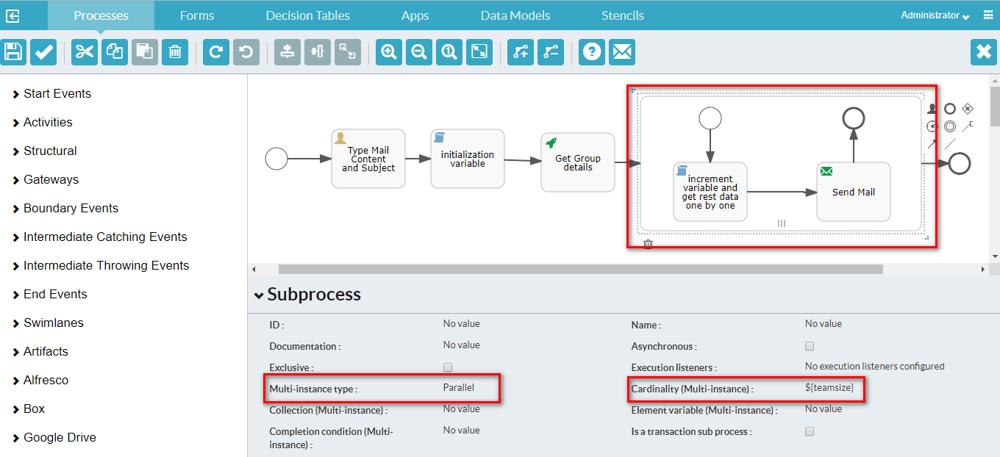 Processes
Forms
Decision Tables
Apps
Data Models
Stencils
Administrator
Start Events
Activities
Structural
Gateways
Boundary Events
Intermediate Catching Events
Intermediate Throwing Events
End Events
Swimlanes
Artifacts
Alfresco
Box
Google Drive
Type Mail
Content
and Subject
initialization
variable
Get Group
details
increment
variable and
get rest data
one by one
Send Mail
Subprocess
ID :
No value
Name :
No value
Documentation :
No value
Asynchronous :
Exclusive :
Execution listeners :
No execution listeners configured
Multi-instance type :
Parallel
Cardinality (Multi-instance) :
${teamsize}
Collection (Multi-instance) :
No value
Element variable (Multi-instance) :
No value
Completion condition (Multi-
instance) :
No value
Is a transaction sub process :